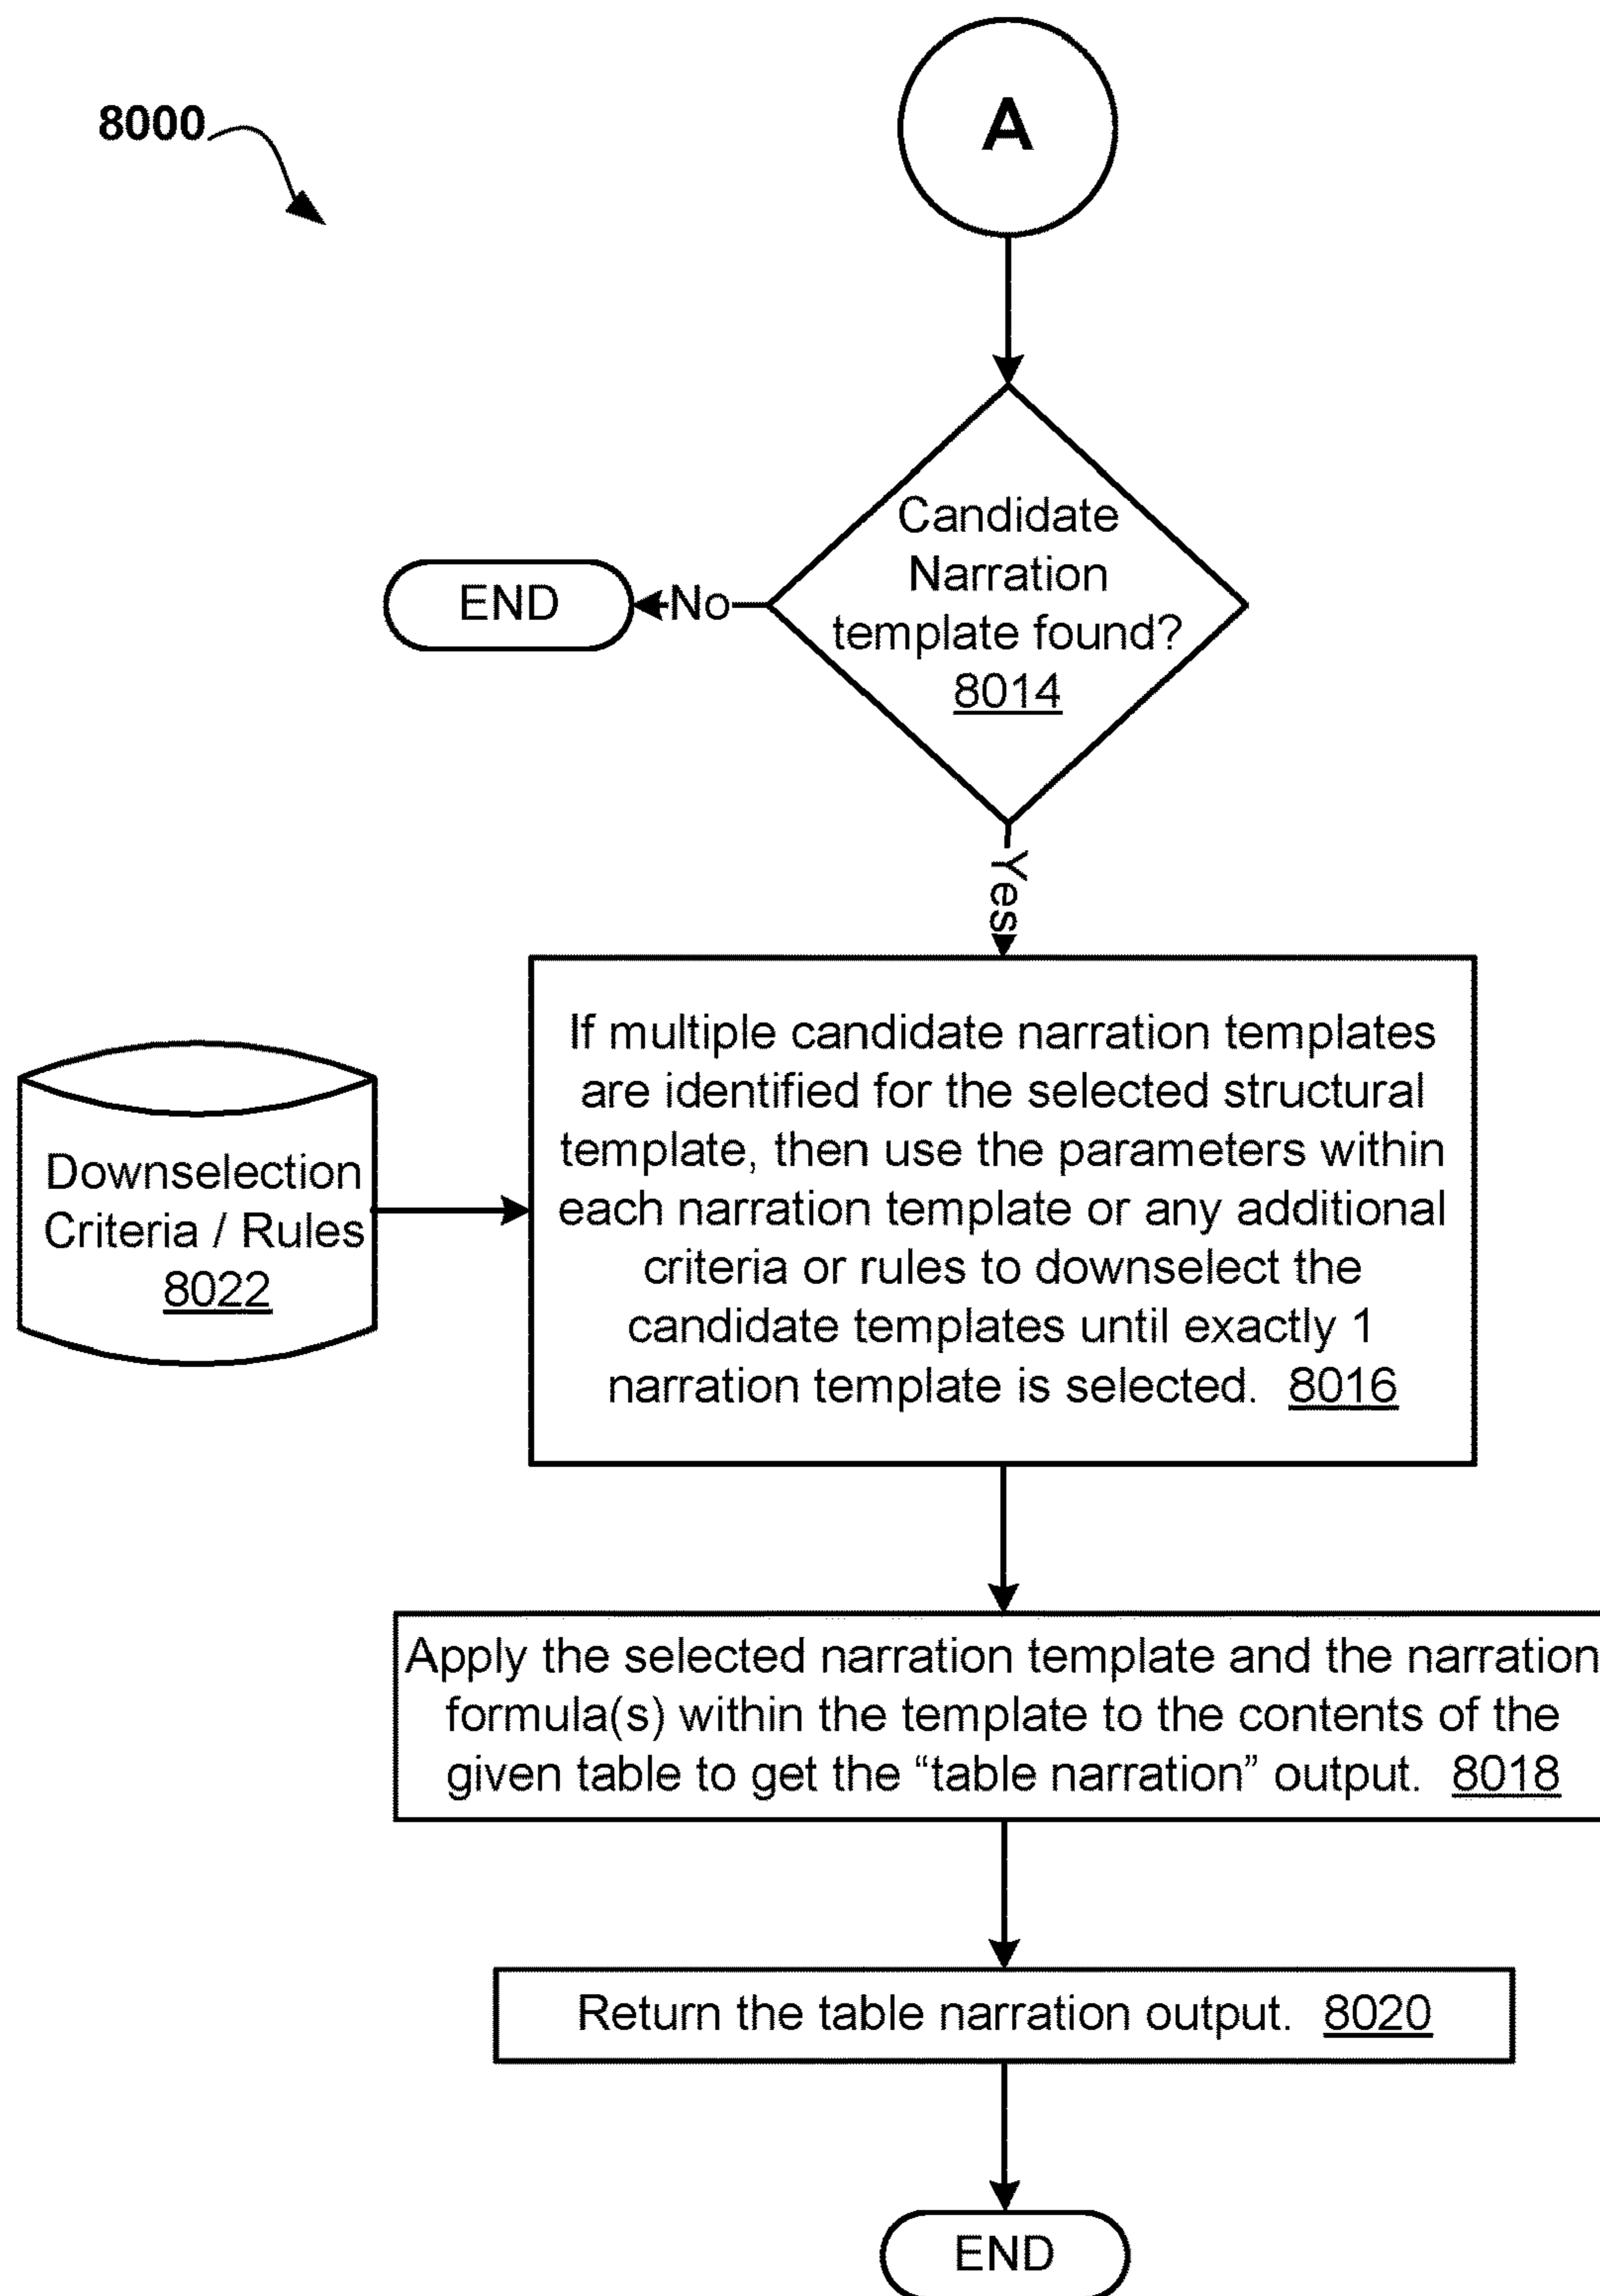 8000
A
Candidate
Narration
template found?
8014
No
END
Yes
If multiple candidate narration templates
are identified for the selected structural
template, then use the parameters within
each narration template or any additional
criteria or rules to downselect the
candidate templates until exactly 1
narration template is selected. 8016
Downselection
Criteria / Rules
8022
Apply the selected narration template and the narration
formula(s) within the template to the contents of the
given table to get the “table narration” output. 8018
Return the table narration output. 8020
END